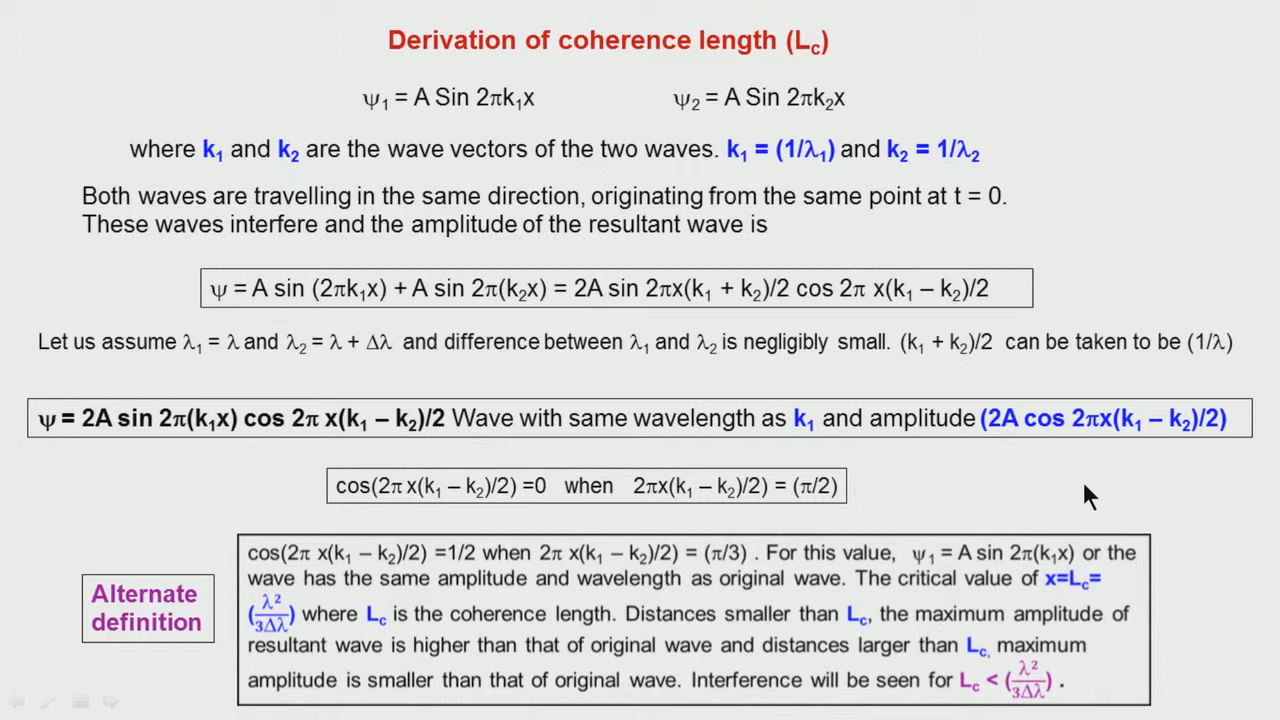 Derivation of coherence length (Lc)
ψ1 = A Sin 2πk1x ψ2 = A Sin 2πk2x
where k1 and k2 are the wave vectors of the two waves. k1 = (1/λ1) and k2 = 1/λ2
Both waves are travelling in the same direction, originating from the same point at t = 0.
These waves interfere and the amplitude of the resultant wave is
ψ = A sin (2πk1x) + A sin 2π(k2x) = 2A sin 2πx(k1 + k2)/2 cos 2π x(k1 – k2)/2
Let us assume λ1 = λ and λ2 = λ + Δλ and difference between λ1 and λ2 is negligibly small. (k1 + k2)/2 can be taken to be (1/λ)
ψ = 2A sin 2π(k1x) cos 2π x(k1 – k2)/2 Wave with same wavelength as k1 and amplitude (2A cos 2πx(k1 – k2)/2)
cos(2π x(k1 – k2)/2) =0 when 2πx(k1 – k2)/2) = (π/2)
Alternate
definition
cos(2π x(k1 – k2)/2) =1/2 when 2π x(k1 – k2)/2) = (π/3) . For this value, ψ1 = A sin 2π(k1x) or the
wave has the same amplitude and wavelength as original wave. The critical value of x=Lc=
(λ²/3Δλ) where Lc is the coherence length. Distances smaller than Lc, the maximum amplitude of
resultant wave is higher than that of original wave and distances larger than Lc, maximum
amplitude is smaller than that of original wave. Interference will be seen for Lc < (λ²/3Δλ) .